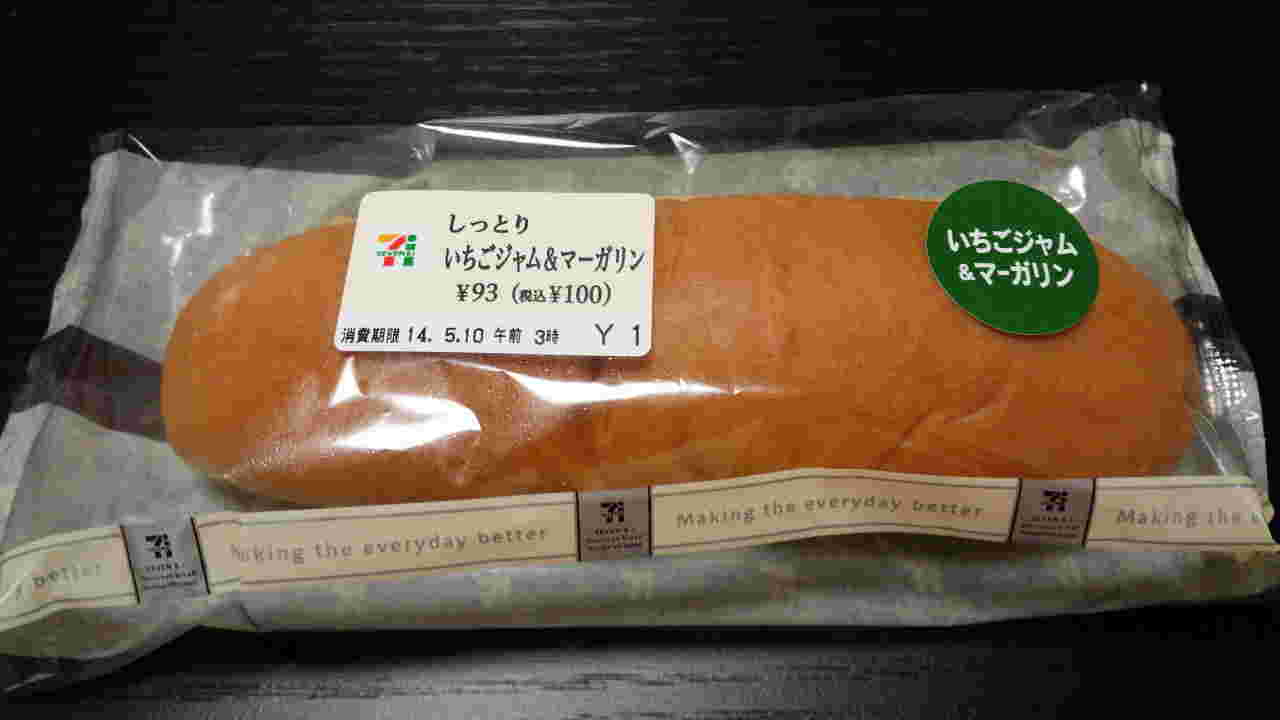 しっとり
いちごジャム&マーガリン
¥93 (税込¥100)
消費期限 14. 5.10 午前 3時 Y 1
いちごジャム
&マーガリン
better
Making the everyday better
Making the everyday better
Making the e